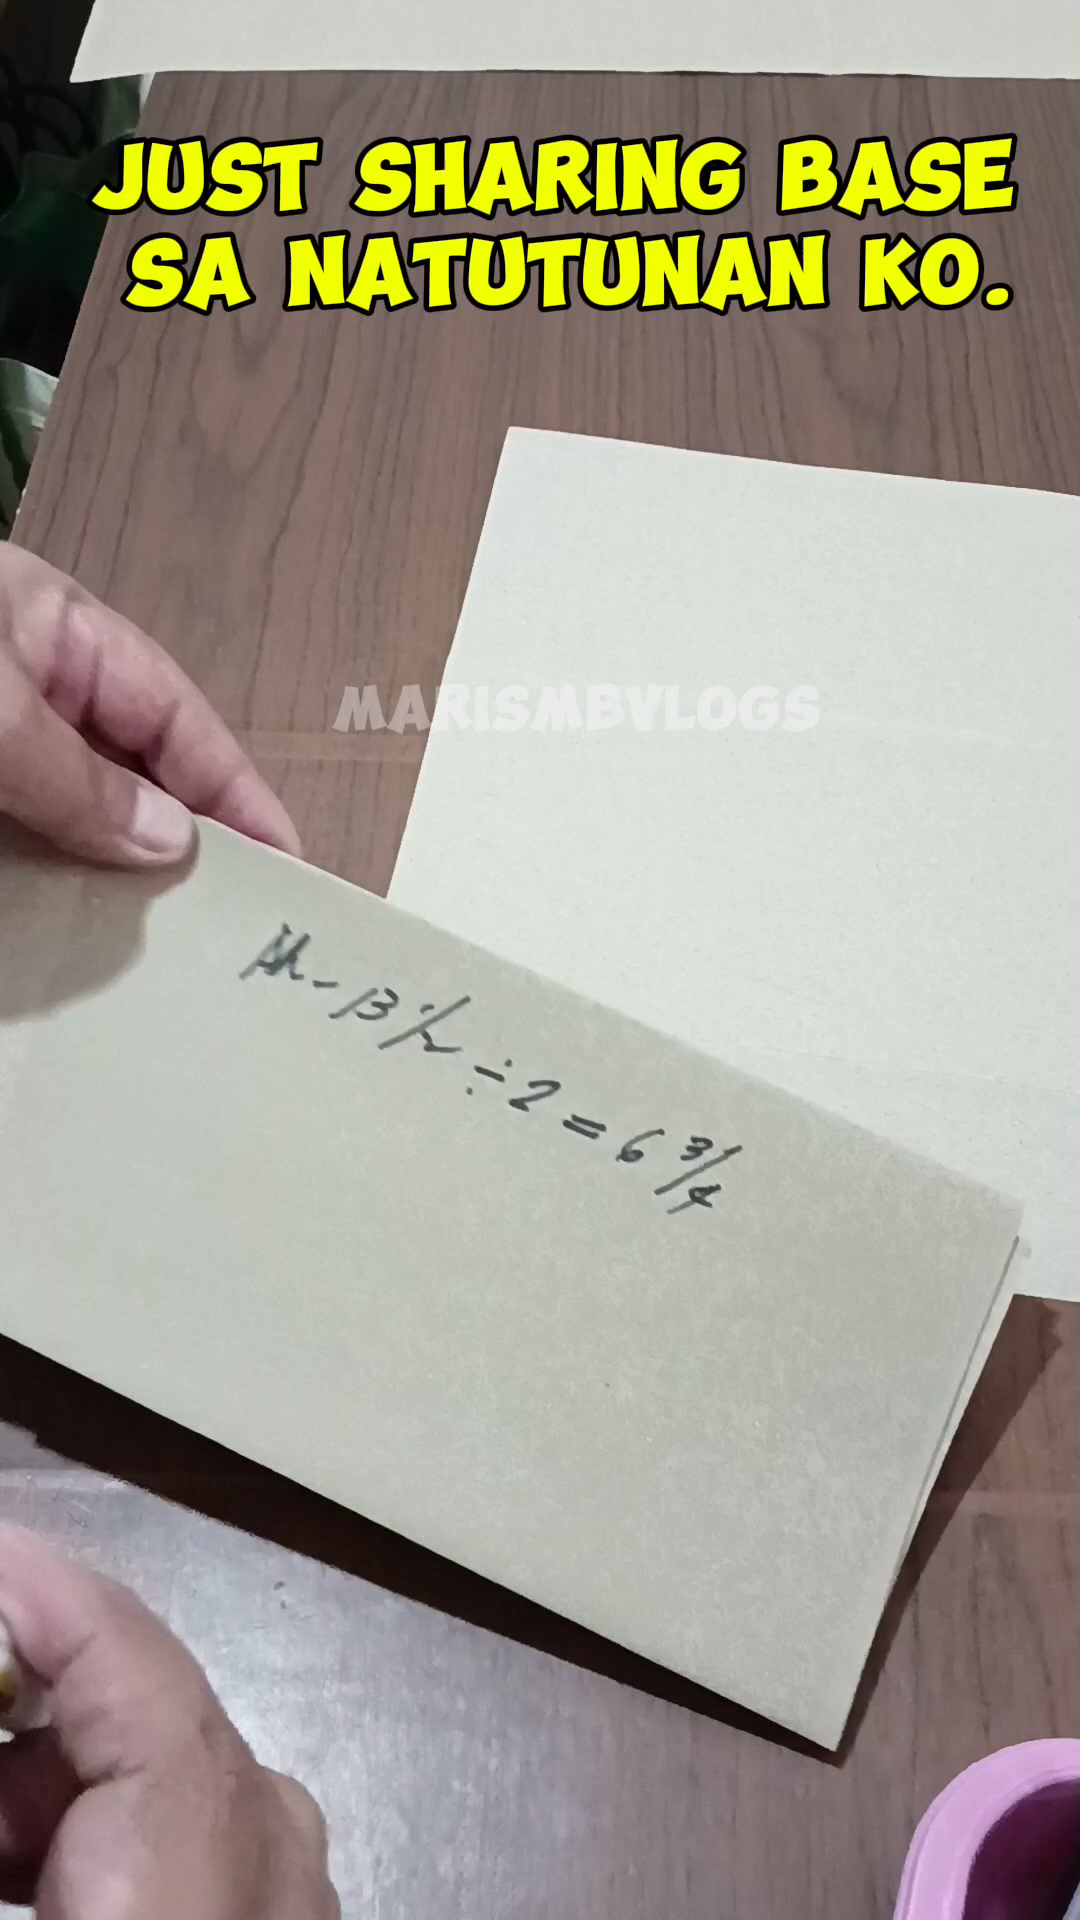 JUST SHARING BASE
SA NATUTUNAN KO.
MARISMBVLOGS
- 13 1/2 ÷ 2 = 6 3/4